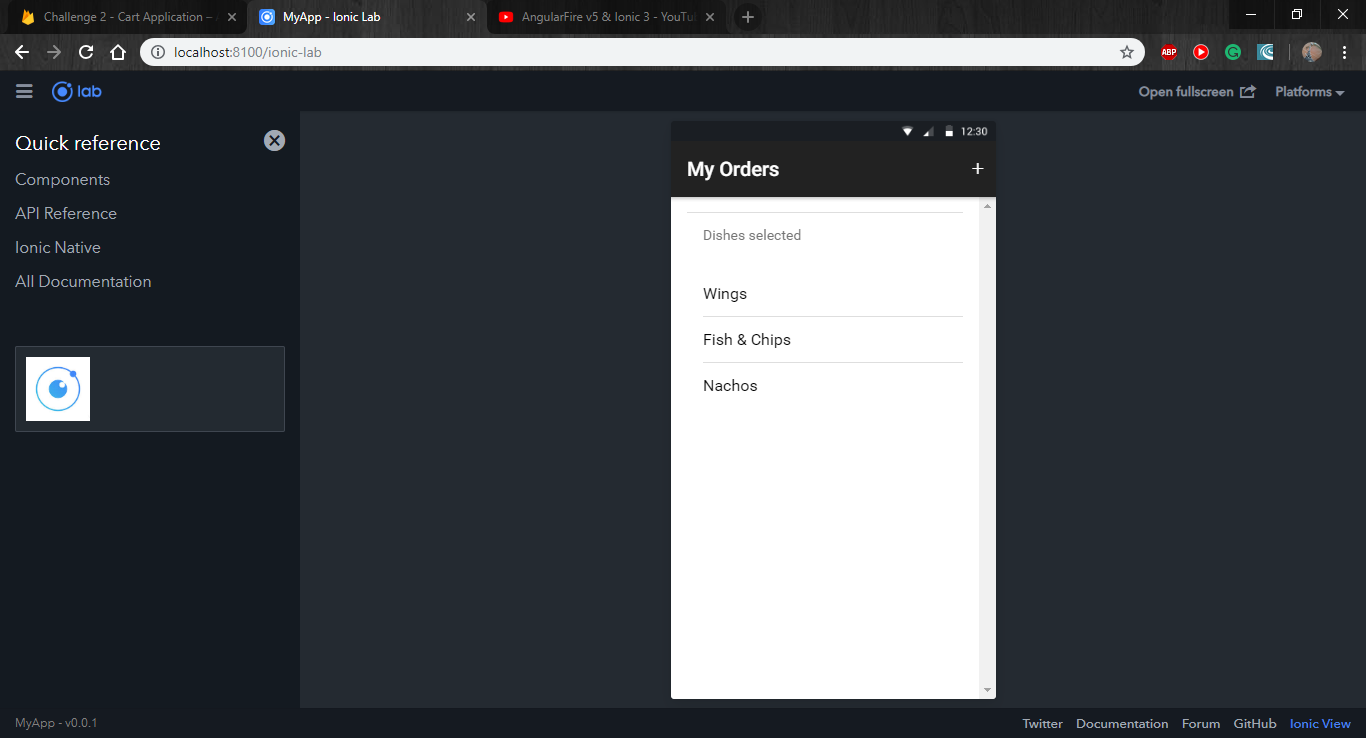 Challenge 2 - Cart Application –
MyApp - Ionic Lab
AngularFire v5 & Ionic 3 - YouTu
localhost:8100/ionic-lab
ABP
lab
Open fullscreen
Platforms
Quick reference
Components
API Reference
Ionic Native
All Documentation
12:30
My Orders
+
Dishes selected
Wings
Fish & Chips
Nachos
MyApp - v0.0.1
Twitter Documentation Forum GitHub Ionic View